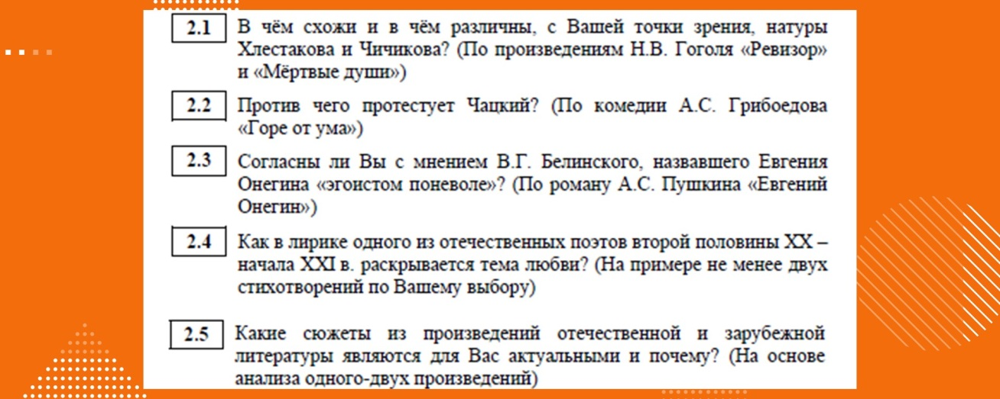 2.1 В чём схожи и в чём различны, с Вашей точки зрения, натуры
Хлестакова и Чичикова? (По произведениям Н.В. Гоголя «Ревизор»
и «Мёртвые души»)
2.2 Против чего протестует Чацкий? (По комедии А.С. Грибоедова
«Горе от ума»)
2.3 Согласны ли Вы с мнением В.Г. Белинского, назвавшего Евгения
Онегина «эгоистом поневоле»? (По роману А.С. Пушкина «Евгений
Онегин»)
2.4 Как в лирике одного из отечественных поэтов второй половины XX –
начала XXI в. раскрывается тема любви? (На примере не менее двух
стихотворений по Вашему выбору)
2.5 Какие сюжеты из произведений отечественной и зарубежной
литературы являются для Вас актуальными и почему? (На основе
анализа одного-двух произведений)